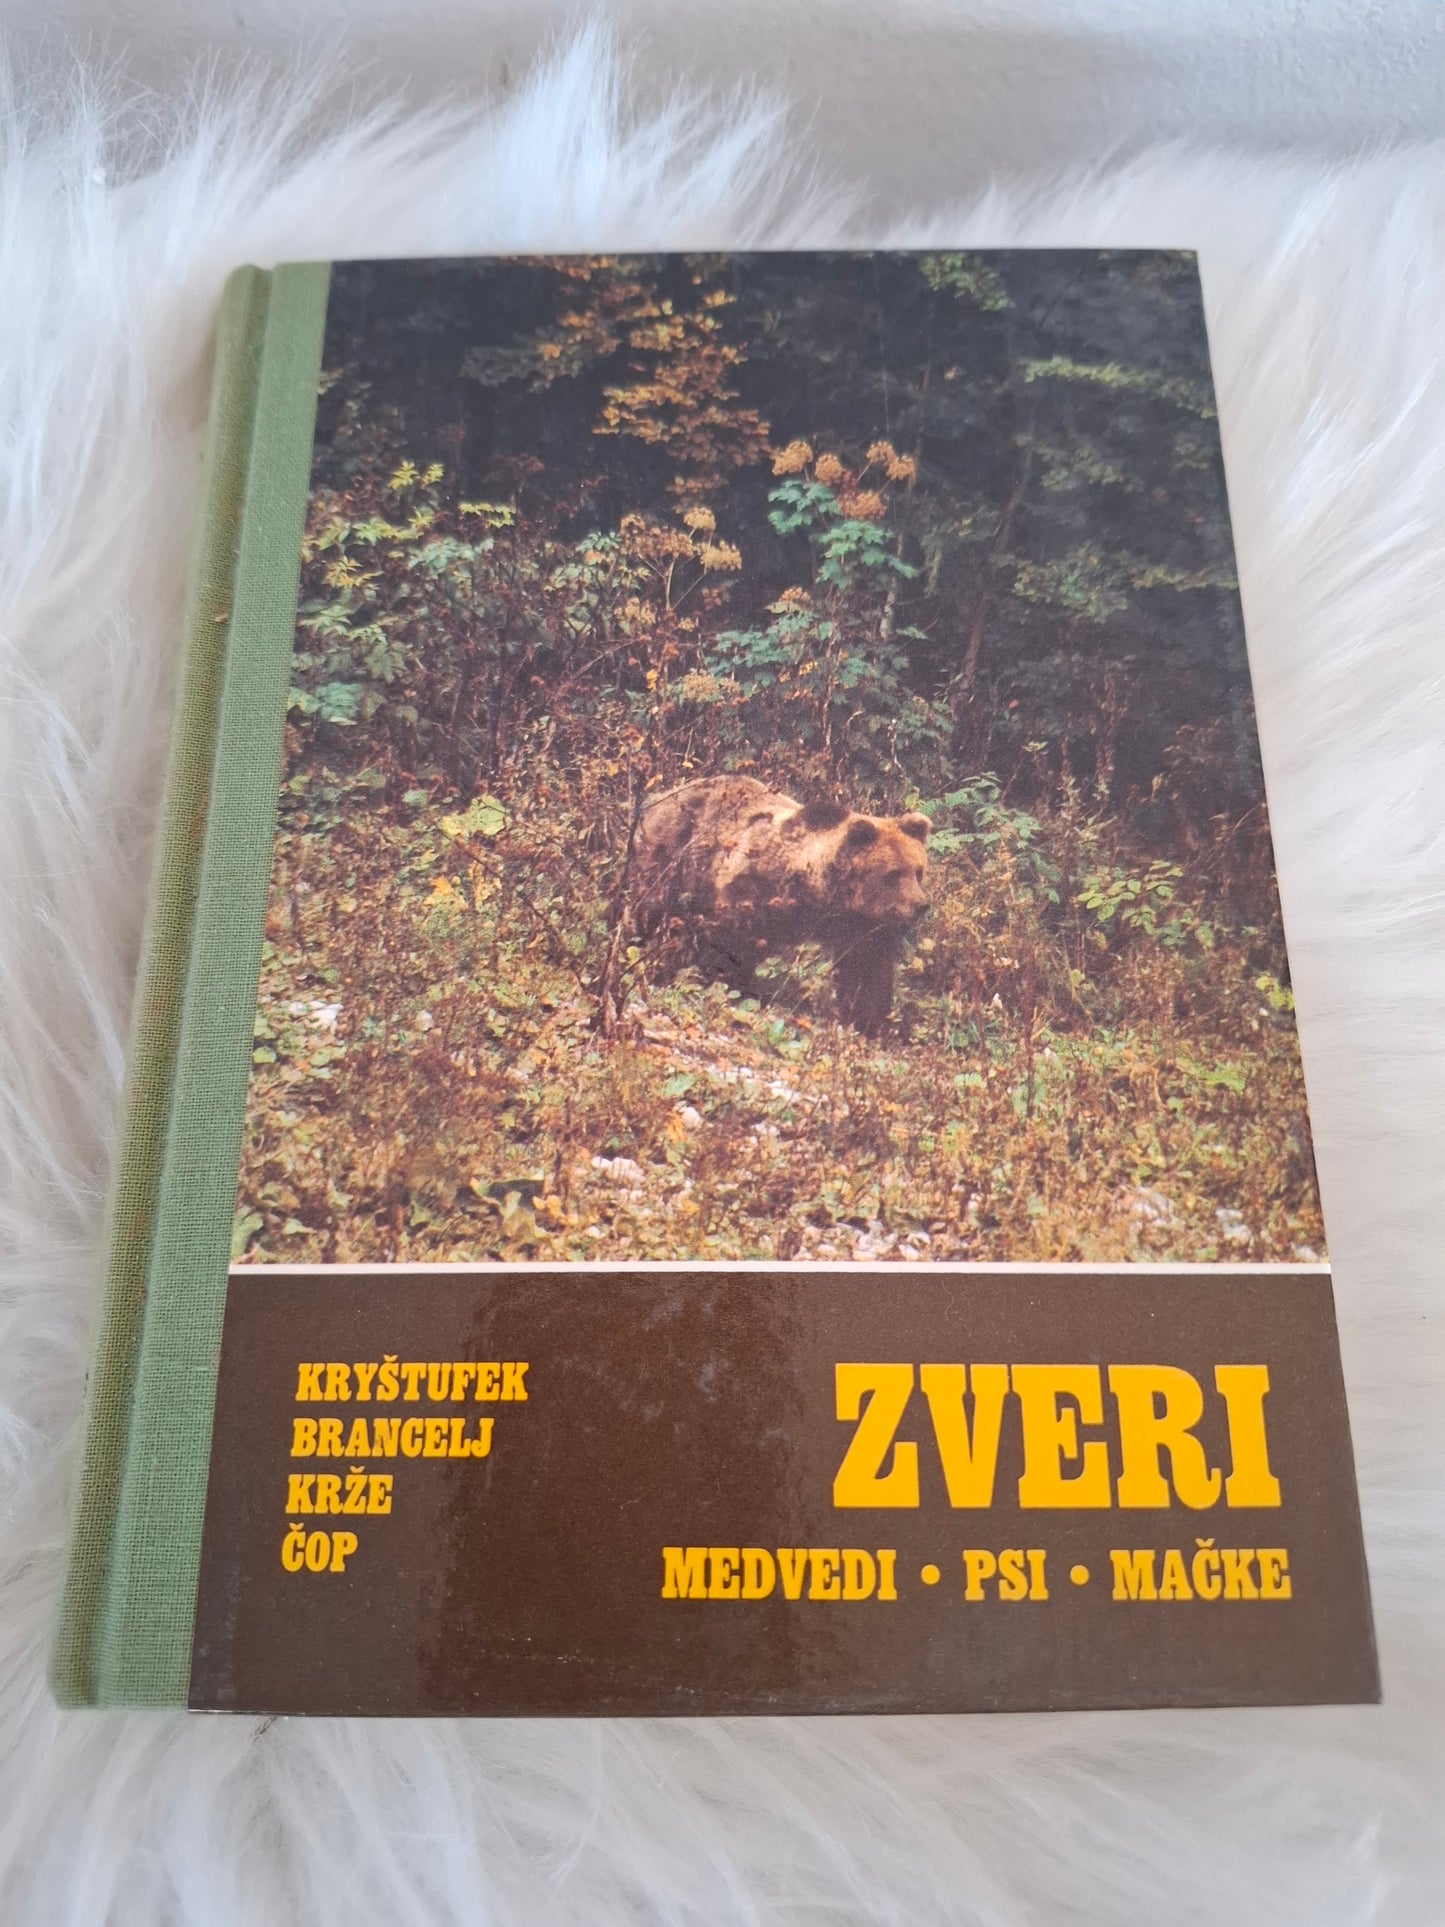 KRYŠTUFEK
BRANCELJ
KRŽE
ČOP
ZVERI
MEDVEDI • PSI • MAČKE